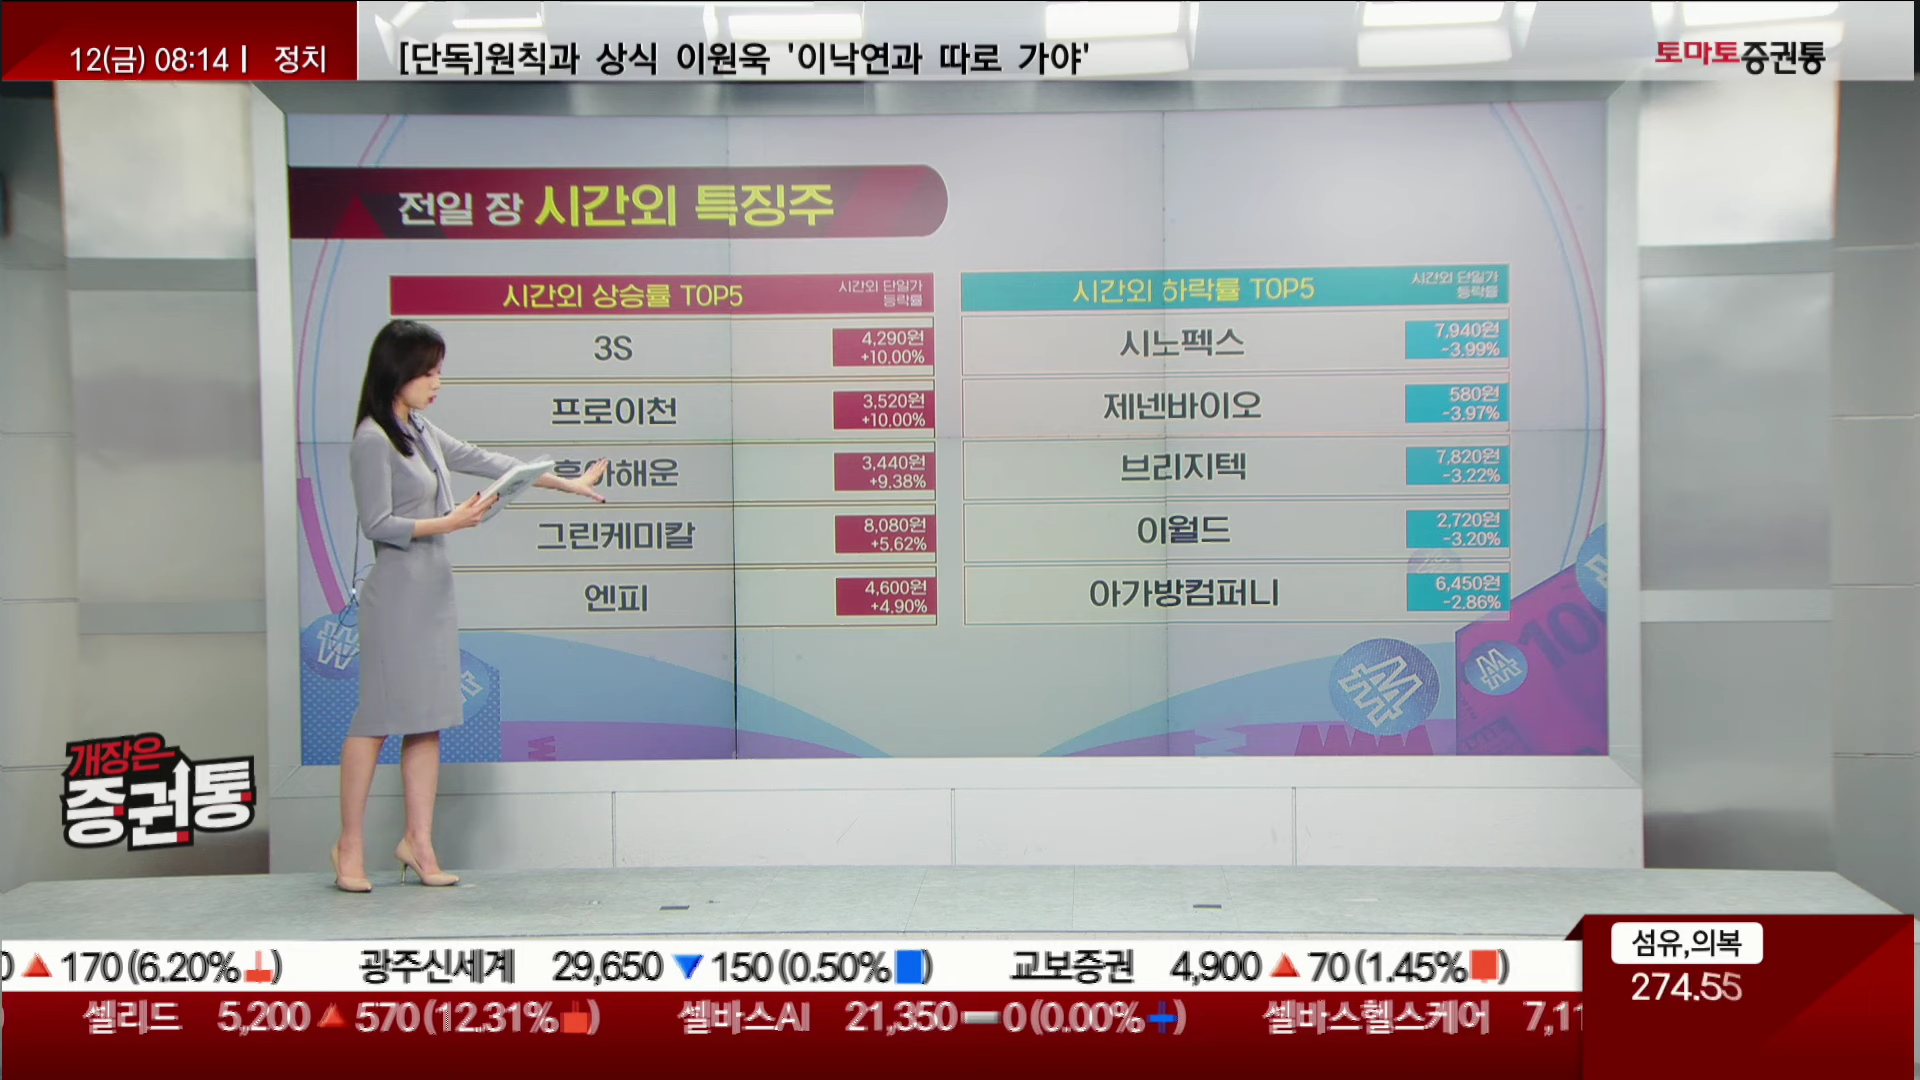 12(금) 08:14 | 정치
[단독]원칙과 상식 이원욱 '이낙연과 따로 가야'
토마토증권통
전일 장 시간외 특징주
시간외 상승률 TOP5
시간외 단일가
등락률
3S
4,290원
+10.00%
프로이천
3,520원
+10.00%
흥아해운
3,440원
+9.38%
그린케미칼
8,080원
+5.62%
엔피
4,600원
+4.90%
시간외 하락률 TOP5
시간외 단일가
등락률
시노펙스
7,940원
-3.99%
제넨바이오
580원
-3.97%
브리지텍
7,820원
-3.22%
이월드
2,720원
-3.20%
아가방컴퍼니
6,450원
-2.86%
개장은
증권통
0 ▲ 170 (6.20%) 광주신세계 29,650 ▼ 150 (0.50%) 교보증권 4,900 ▲ 70 (1.45%)
셀리드 5,200 ▲ 570 (12.31%) 셀바스AI 21,350 0 (0.00%) 셀바스헬스케어 7,11
섬유,의복
274.55